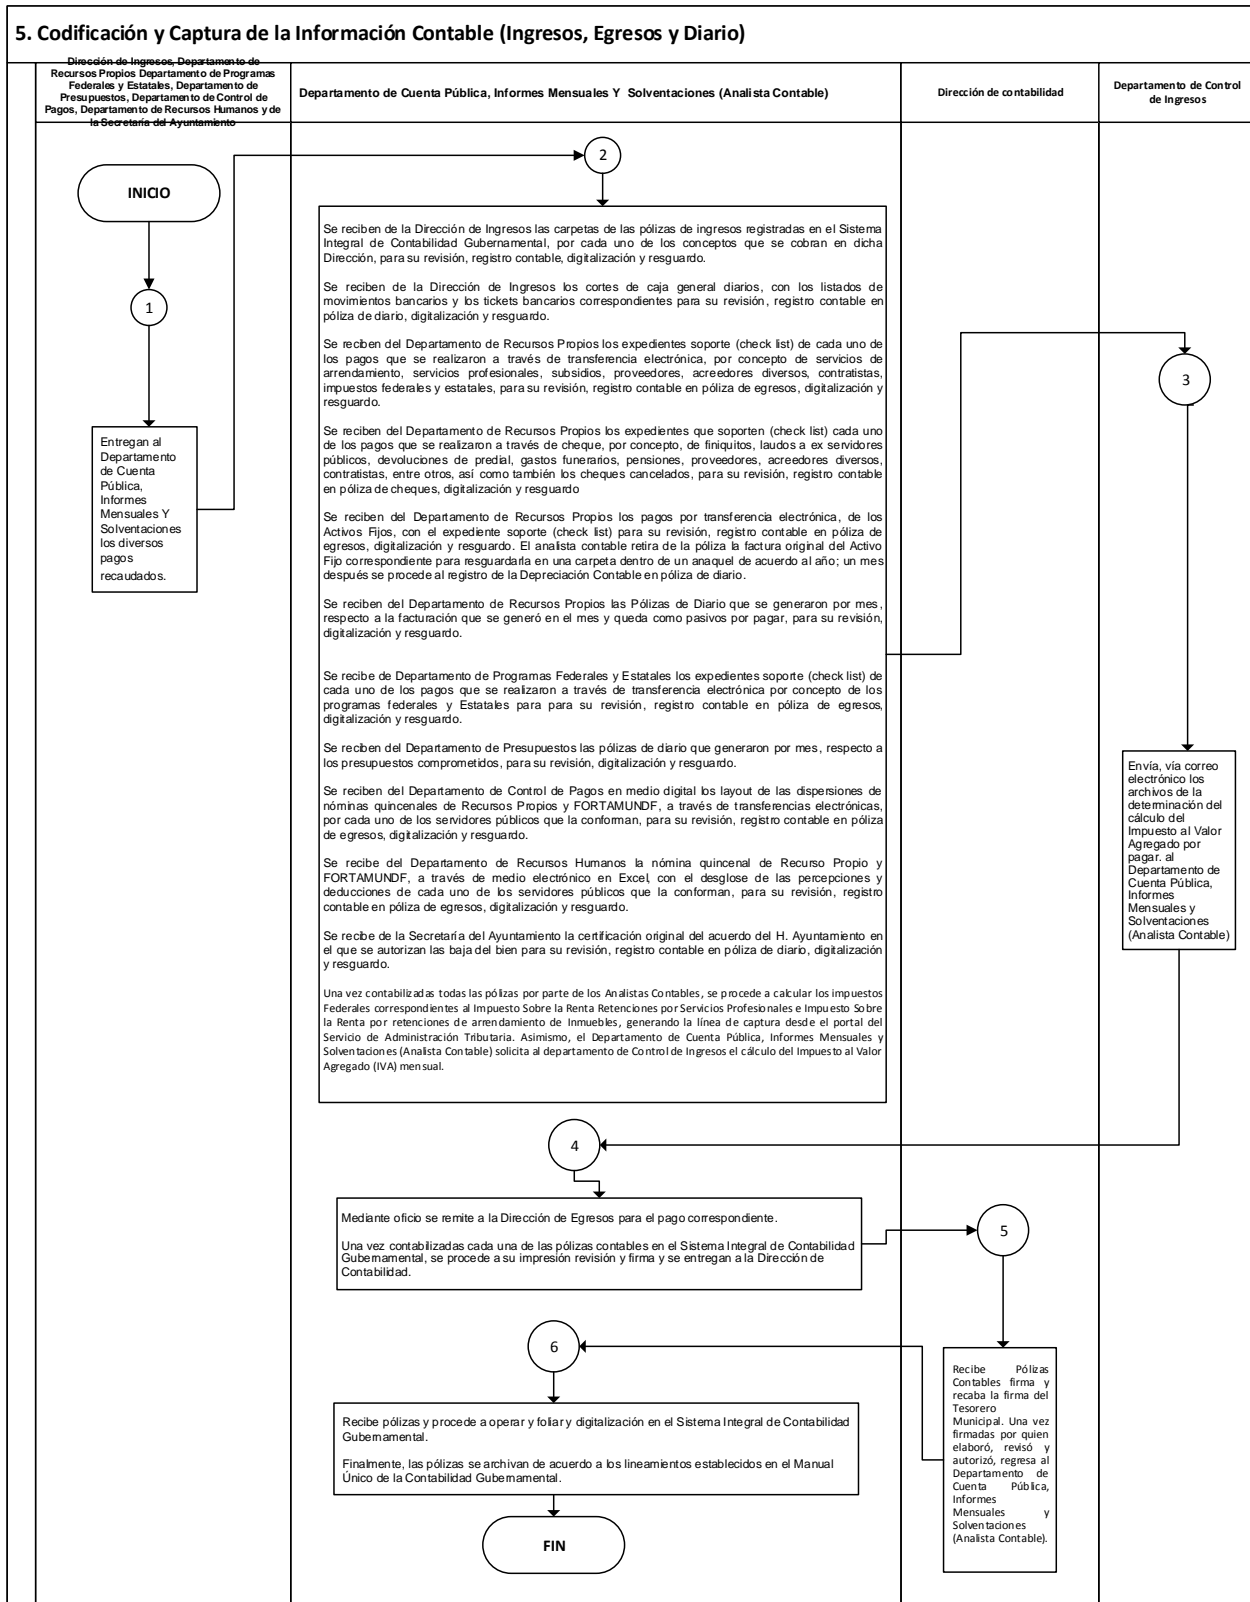 5. Codificación y Captura de la Información Contable (Ingresos, Egresos y Diario)
Dirección de Ingresos, Departamento de
Recursos Propios Departamento de Programas
Federales y Estatales, Departamento de
Presupuestos, Departamento de Control de
Pagos, Departamento de Recursos Humanos y de
la Secretaría del Ayuntamiento
Departamento de Cuenta Pública, Informes Mensuales Y Solventaciones (Analista Contable)
Dirección de contabilidad
Departamento de Control
de Ingresos
INICIO
1
Entregan al
Departamento
de Cuenta
Pública,
Informes
Mensuales Y
Solventaciones
los diversos
pagos
recaudados.
2
Se reciben de la Dirección de Ingresos las carpetas de las pólizas de ingresos registradas en el Sistema
Integral de Contabilidad Gubernamental, por cada uno de los conceptos que se cobran en dicha
Dirección, para su revisión, registro contable, digitalización y resguardo.
Se reciben de la Dirección de Ingresos los cortes de caja general diarios, con los listados de
movimientos bancarios y los tickets bancarios correspondientes para su revisión, registro contable en
póliza de diario, digitalización y resguardo.
Se reciben del Departamento de Recursos Propios los expedientes soporte (check list) de cada uno de
los pagos que se realizaron a través de transferencia electrónica, por concepto de servicios de
arrendamiento, servicios profesionales, subsidios, proveedores, acreedores diversos, contratistas,
impuestos federales y estatales, para su revisión, registro contable en póliza de egresos, digitalización y
resguardo.
Se reciben del Departamento de Recursos Propios los expedientes que soporten (check list) cada uno
de los pagos que se realizaron a través de cheque, por concepto, de finiquitos, laudos a ex servidores
públicos, devoluciones de predial, gastos funerarios, pensiones, proveedores, acreedores diversos,
contratistas, entre otros, así como también los cheques cancelados, para su revisión, registro contable
en póliza de cheques, digitalización y resguardo
Se reciben del Departamento de Recursos Propios los pagos por transferencia electrónica, de los
Activos Fijos, con el expediente soporte (check list) para su revisión, registro contable en póliza de
egresos, digitalización y resguardo. El analista contable retira de la póliza la factura original del Activo
Fijo correspondiente para resguardarla en una carpeta dentro de un anaquel de acuerdo al año; un mes
después se procede al registro de la Depreciación Contable en póliza de diario.
Se reciben del Departamento de Recursos Propios las Pólizas de Diario que se generaron por mes,
respecto a la facturación que se generó en el mes y queda como pasivos por pagar, para su revisión,
digitalización y resguardo.
Se recibe de Departamento de Programas Federales y Estatales los expedientes soporte (check list) de
cada uno de los pagos que se realizaron a través de transferencia electrónica por concepto de los
programas federales y Estatales para para su revisión, registro contable en póliza de egresos,
digitalización y resguardo.
Se reciben del Departamento de Presupuestos las pólizas de diario que generaron por mes, respecto a
los presupuestos comprometidos, para su revisión, digitalización y resguardo.
Se reciben del Departamento de Control de Pagos en medio digital los layout de las dispersiones de
nóminas quincenales de Recursos Propios y FORTAMUNDF, a través de transferencias electrónicas,
por cada uno de los servidores públicos que la conforman, para su revisión, registro contable en póliza
de egresos, digitalización y resguardo.
Se recibe del Departamento de Recursos Humanos la nómina quincenal de Recurso Propio y
FORTAMUNDF, a través de medio electrónico en Excel, con el desglose de las percepciones y
deducciones de cada uno de los servidores públicos que la conforman, para su revisión, registro
contable en póliza de egresos, digitalización y resguardo.
Se recibe de la Secretaría del Ayuntamiento la certificación original del acuerdo del H. Ayuntamiento en
el que se autorizan las baja del bien para su revisión, registro contable en póliza de diario, digitalización
y resguardo.
Una vez contabilizadas todas las pólizas por parte de los Analistas Contables, se procede a calcular los impuestos
Federales correspondientes al Impuesto Sobre la Renta Retenciones por Servicios Profesionales e Impuesto Sobre
la Renta por retenciones de arrendamiento de Inmuebles, generando la línea de captura desde el portal del
Servicio de Administración Tributaria. Asimismo, el Departamento de Cuenta Pública, Informes Mensuales y
Solventaciones (Analista Contable) solicita al departamento de Control de Ingresos el cálculo del Impuesto al Valor
Agregado (IVA) mensual.
3
Envía, vía correo
electrónico los
archivos de la
determinación del
cálculo del
Impuesto al Valor
Agregado por
pagar. al
Departamento de
Cuenta Pública,
Informes
Mensuales y
Solventaciones
(Analista Contable)
4
Mediante oficio se remite a la Dirección de Egresos para el pago correspondiente.
Una vez contabilizadas cada una de las pólizas contables en el Sistema Integral de Contabilidad
Gubernamental, se procede a su impresión revisión y firma y se entregan a la Dirección de
Contabilidad.
5
Recibe Pólizas
Contables firma y
recaba la firma del
Tesorero
Municipal. Una vez
firmadas por quien
elaboró, revisó y
autorizó, regresa al
Departamento de
Cuenta Pública,
Informes
Mensuales y
Solventaciones
(Analista Contable).
6
Recibe pólizas y procede a operar y foliar y digitalización en el Sistema Integral de Contabilidad
Gubernamental.
Finalmente, las pólizas se archivan de acuerdo a los lineamientos establecidos en el Manual
Único de la Contabilidad Gubernamental.
FIN